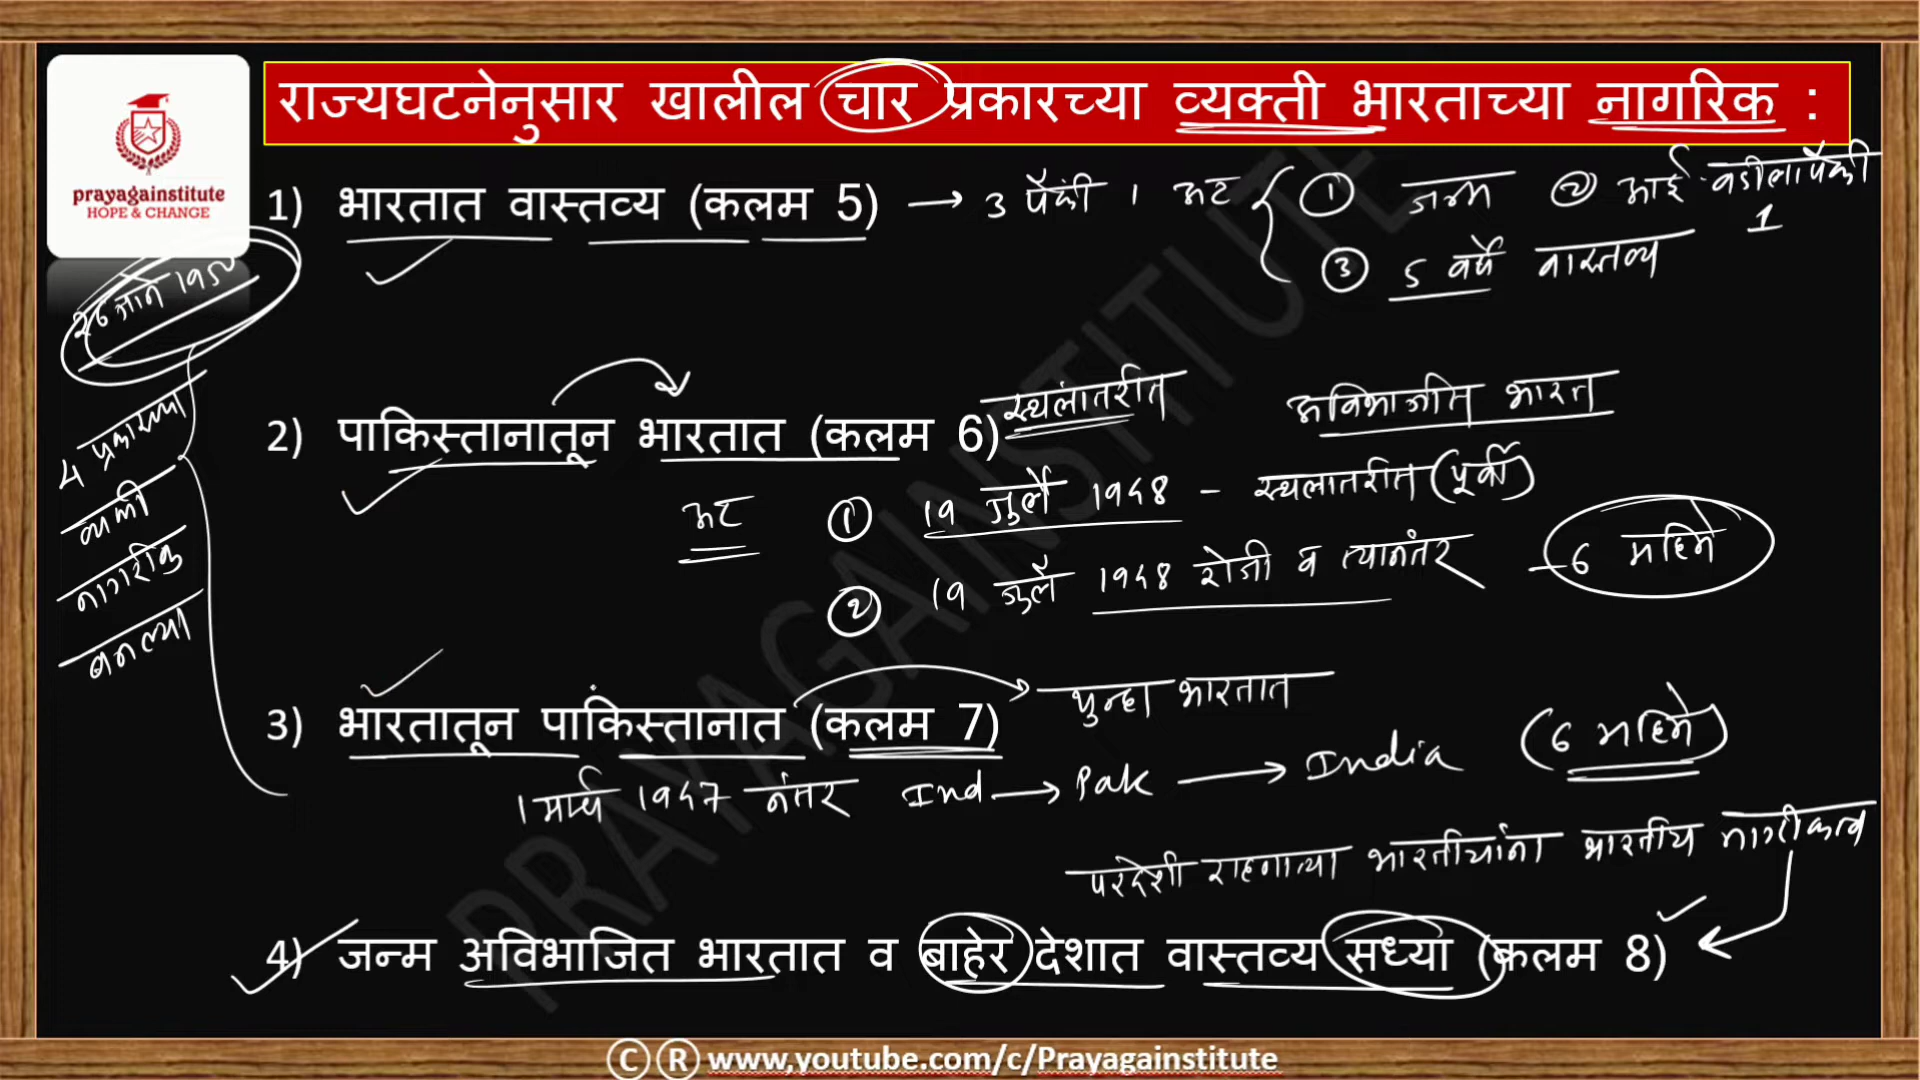 राज्यघटनेनुसार खालील चार प्रकारच्या व्यक्ती भारताच्या नागरिक :
prayagainstitute
HOPE & CHANGE
1) भारतात वास्तव्य (कलम 5) → 3 पैकी 1 अट { ① जन्म ② आई-वडीलांपैकी 1
③ 5 वर्षे वास्तव्य
26 जाने 1950
4 प्रकारच्या
व्यक्ती
नागरीक
बनल्या
2) पाकिस्तानातून भारतात (कलम 6) स्थलांतरीत अविभाजीत भारत
अट ① 19 जुलै 1948 - स्थलांतरीत (पूर्वी)
② 19 जुलै 1948 रोजी व त्यानंतर - 6 महिने
3) भारतातून पाकिस्तानात (कलम 7) → पुन्हा भारतात
1 मार्च 1947 नंतर Ind → Pak → India (6 महिने)
परदेशी राहणाऱ्या भारतीयांना भारतीय नागरीकत्व
4) जन्म अविभाजित भारतात व बाहेर देशात वास्तव्य सध्या (कलम 8)
PRAYAGAINSTITUTE
© ® www.youtube.com/c/Prayagainstitute